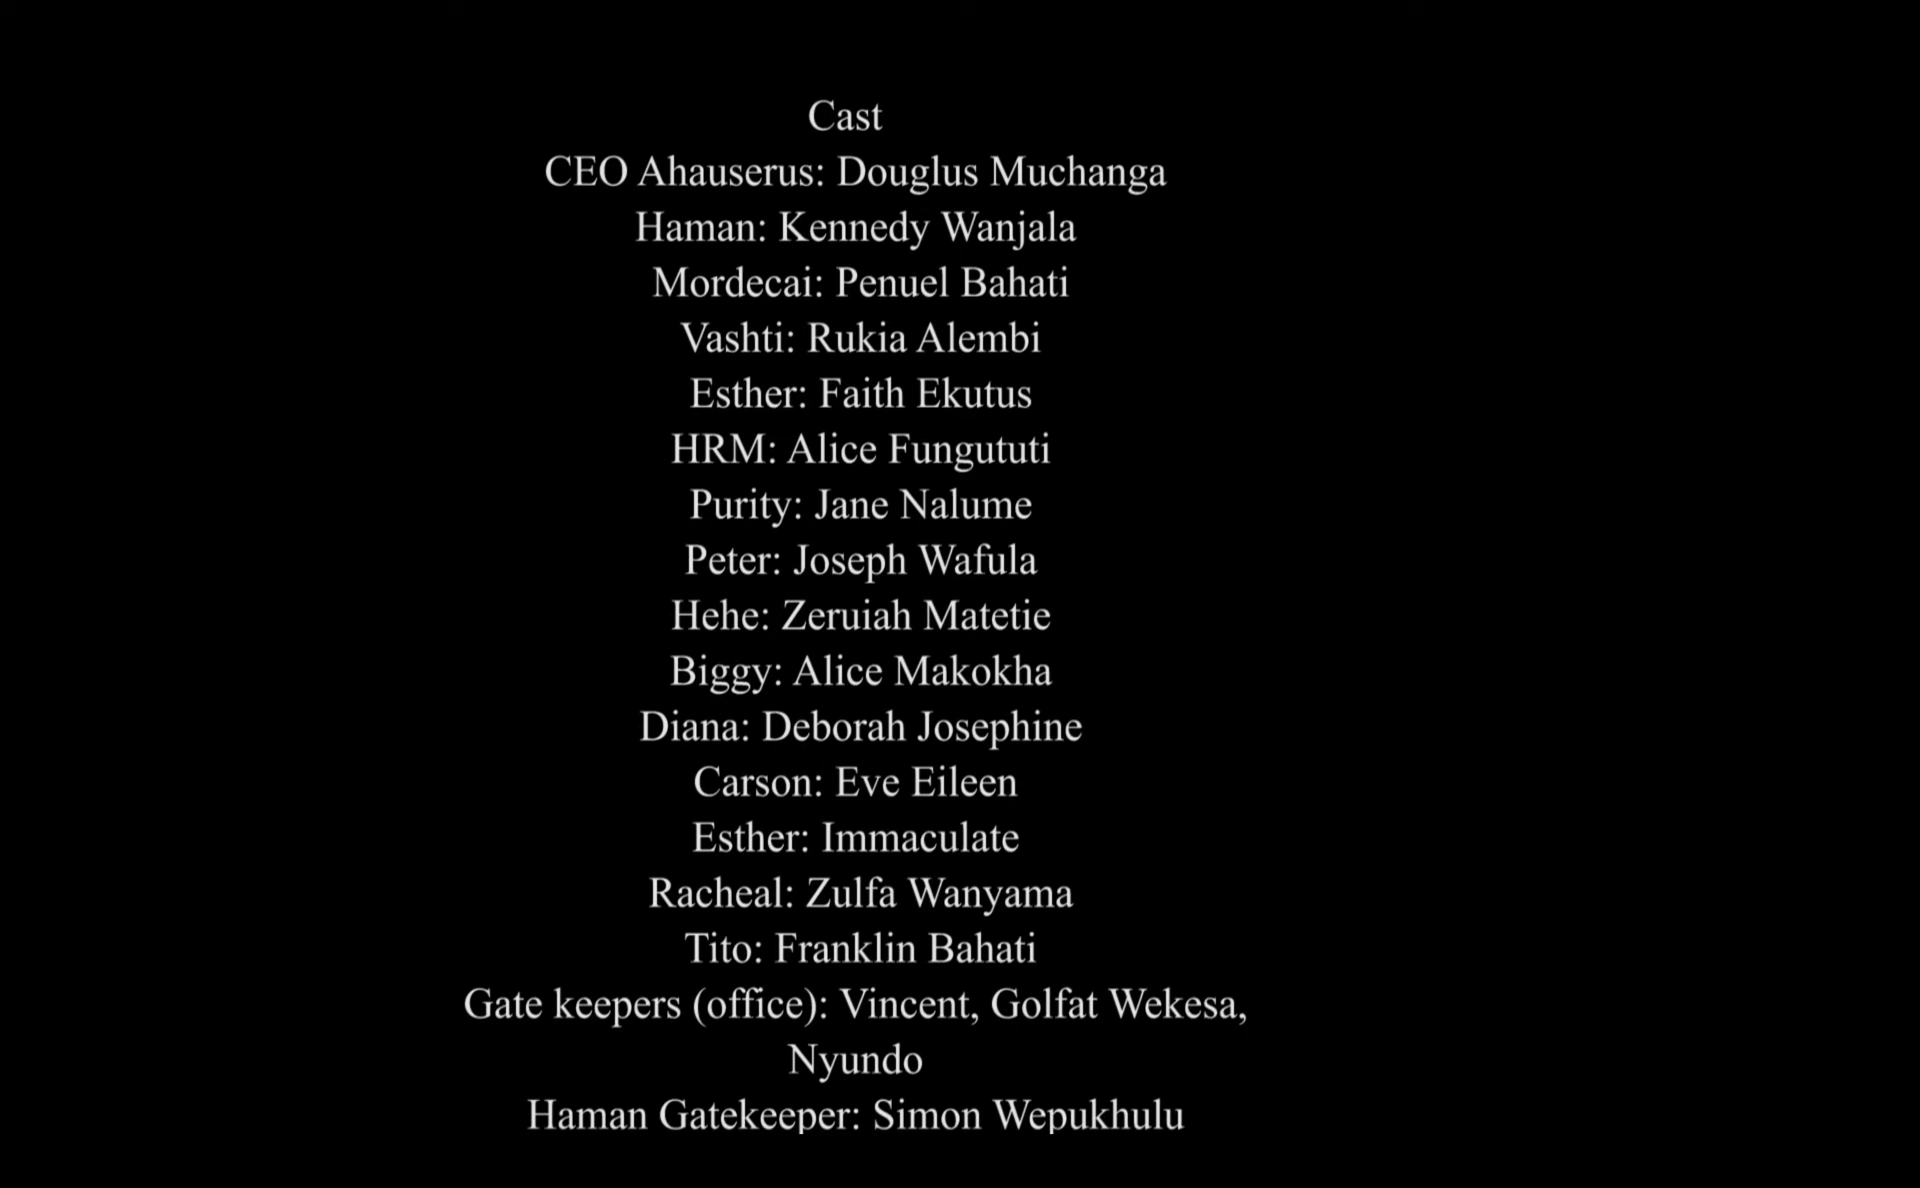 Cast
CEO Ahauserus: Douglus Muchanga
Haman: Kennedy Wanjala
Mordecai: Penuel Bahati
Vashti: Rukia Alembi
Esther: Faith Ekutus
HRM: Alice Fungututi
Purity: Jane Nalume
Peter: Joseph Wafula
Hehe: Zeruiah Matetie
Biggy: Alice Makokha
Diana: Deborah Josephine
Carson: Eve Eileen
Esther: Immaculate
Racheal: Zulfa Wanyama
Tito: Franklin Bahati
Gate keepers (office): Vincent, Golfat Wekesa,
Nyundo
Haman Gatekeeper: Simon Wepukhulu